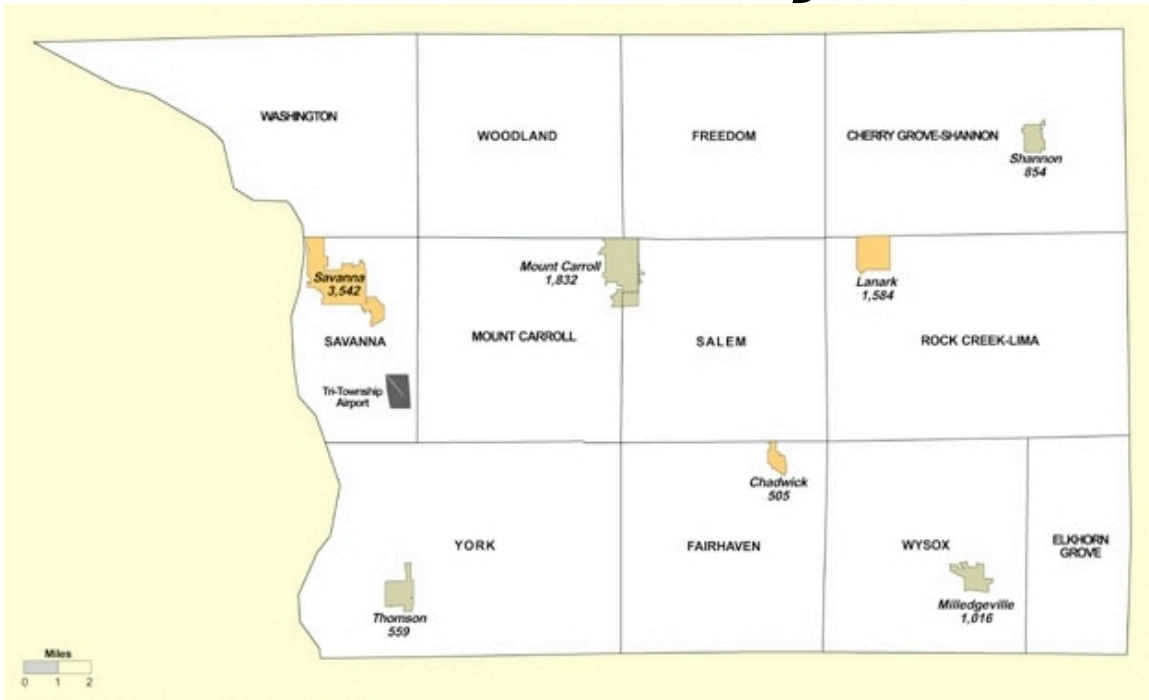 WASHINGTON
WOODLAND
FREEDOM
CHERRY GROVE-SHANNON
Shannon
854
Savanna
3,542
Mount Carroll
1,832
Lanark
1,584
SAVANNA
MOUNT CARROLL
SALEM
ROCK CREEK-LIMA
Tri-Township
Airport
Chadwick
505
YORK
FAIRHAVEN
WYSOX
ELKHORN
GROVE
Thomson
559
Milledgeville
1,016
Miles
0 1 2